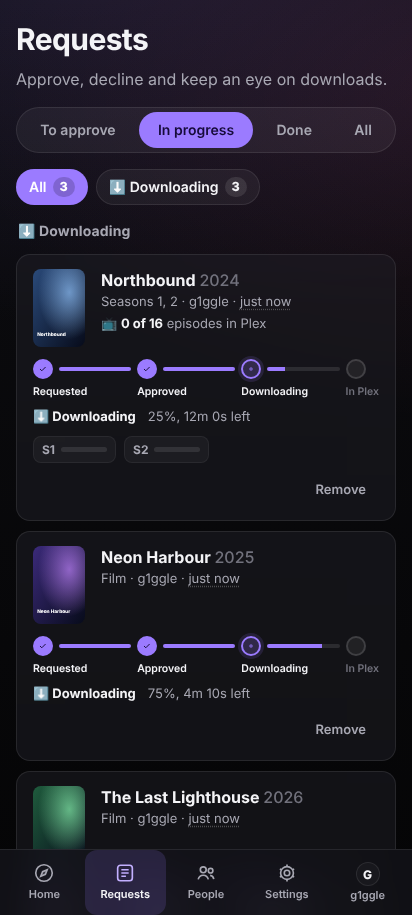 Requests
Approve, decline and keep an eye on downloads.
To approve In progress Done All
All 3 ⬇️ Downloading 3
⬇️ Downloading
Northbound
Northbound 2024
Seasons 1, 2 · g1ggle · just now
📺 0 of 16 episodes in Plex
Requested Approved Downloading In Plex
⬇️ Downloading 25%, 12m 0s left
S1 S2
Remove
Neon Harbour
Neon Harbour 2025
Film · g1ggle · just now
Requested Approved Downloading In Plex
⬇️ Downloading 75%, 4m 10s left
Remove
The Last Lighthouse 2026
Film · g1ggle · just now
G
Home Requests People Settings g1ggle